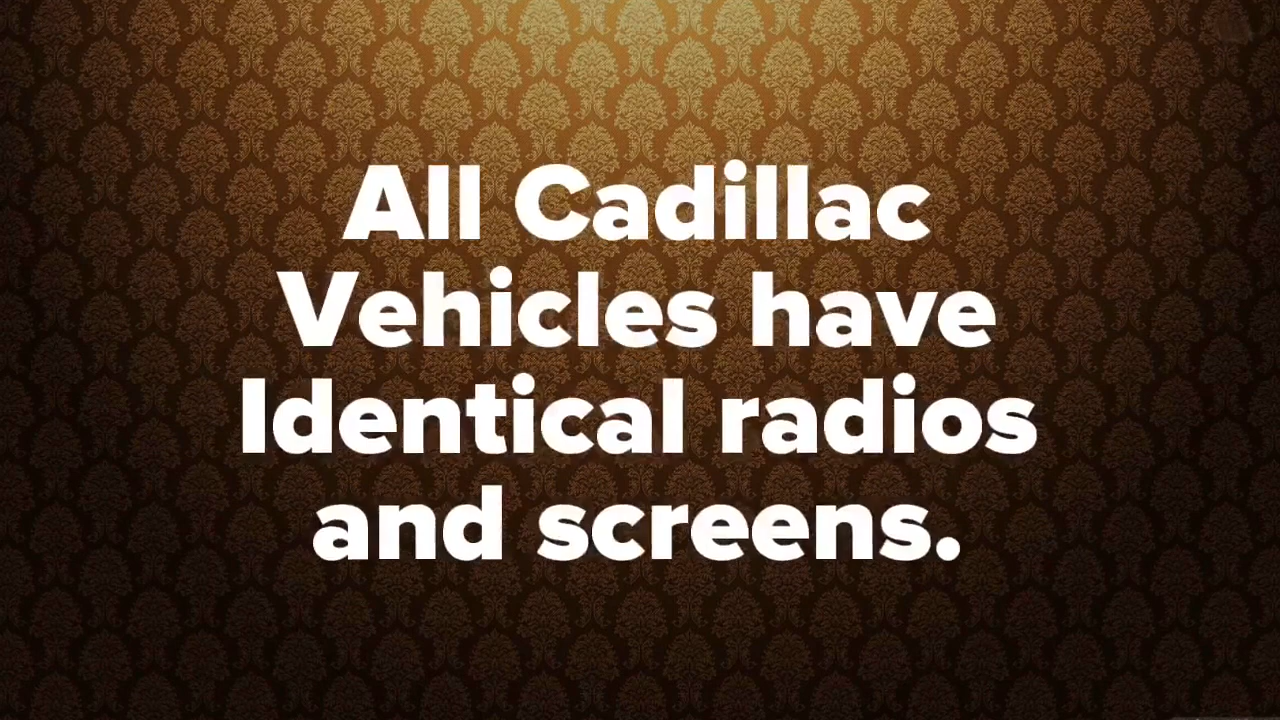 All Cadillac
Vehicles have
Identical radios
and screens.